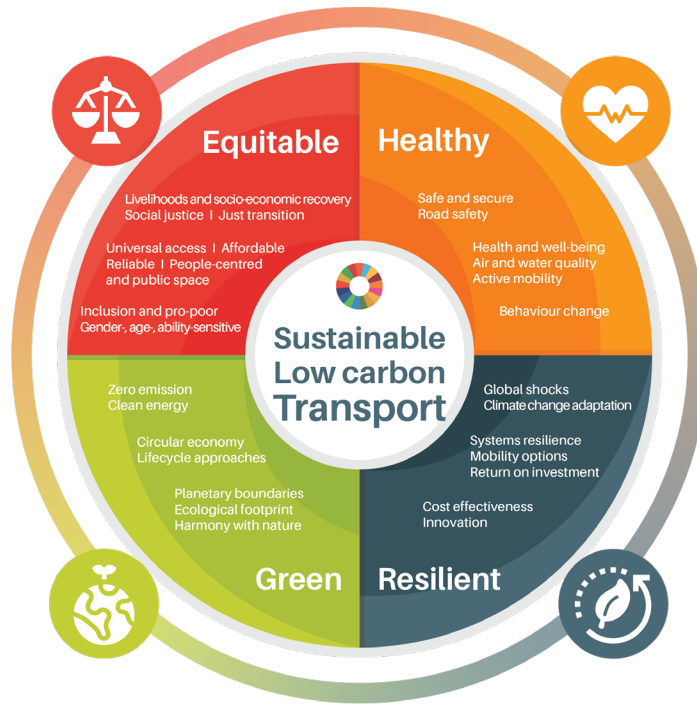 Equitable
Livelihoods and socio-economic recovery
Social justice I Just transition
Universal access I Affordable
Reliable I People-centred
and public space
Inclusion and pro-poor
Gender-, age-, ability-sensitive
Healthy
Safe and secure
Road safety
Health and well-being
Air and water quality
Active mobility
Behaviour change
Sustainable
Low carbon
Transport
Zero emission
Clean energy
Circular economy
Lifecycle approaches
Planetary boundaries
Ecological footprint
Harmony with nature
Green
Global shocks
Climate change adaptation
Systems resilience
Mobility options
Return on investment
Cost effectiveness
Innovation
Resilient